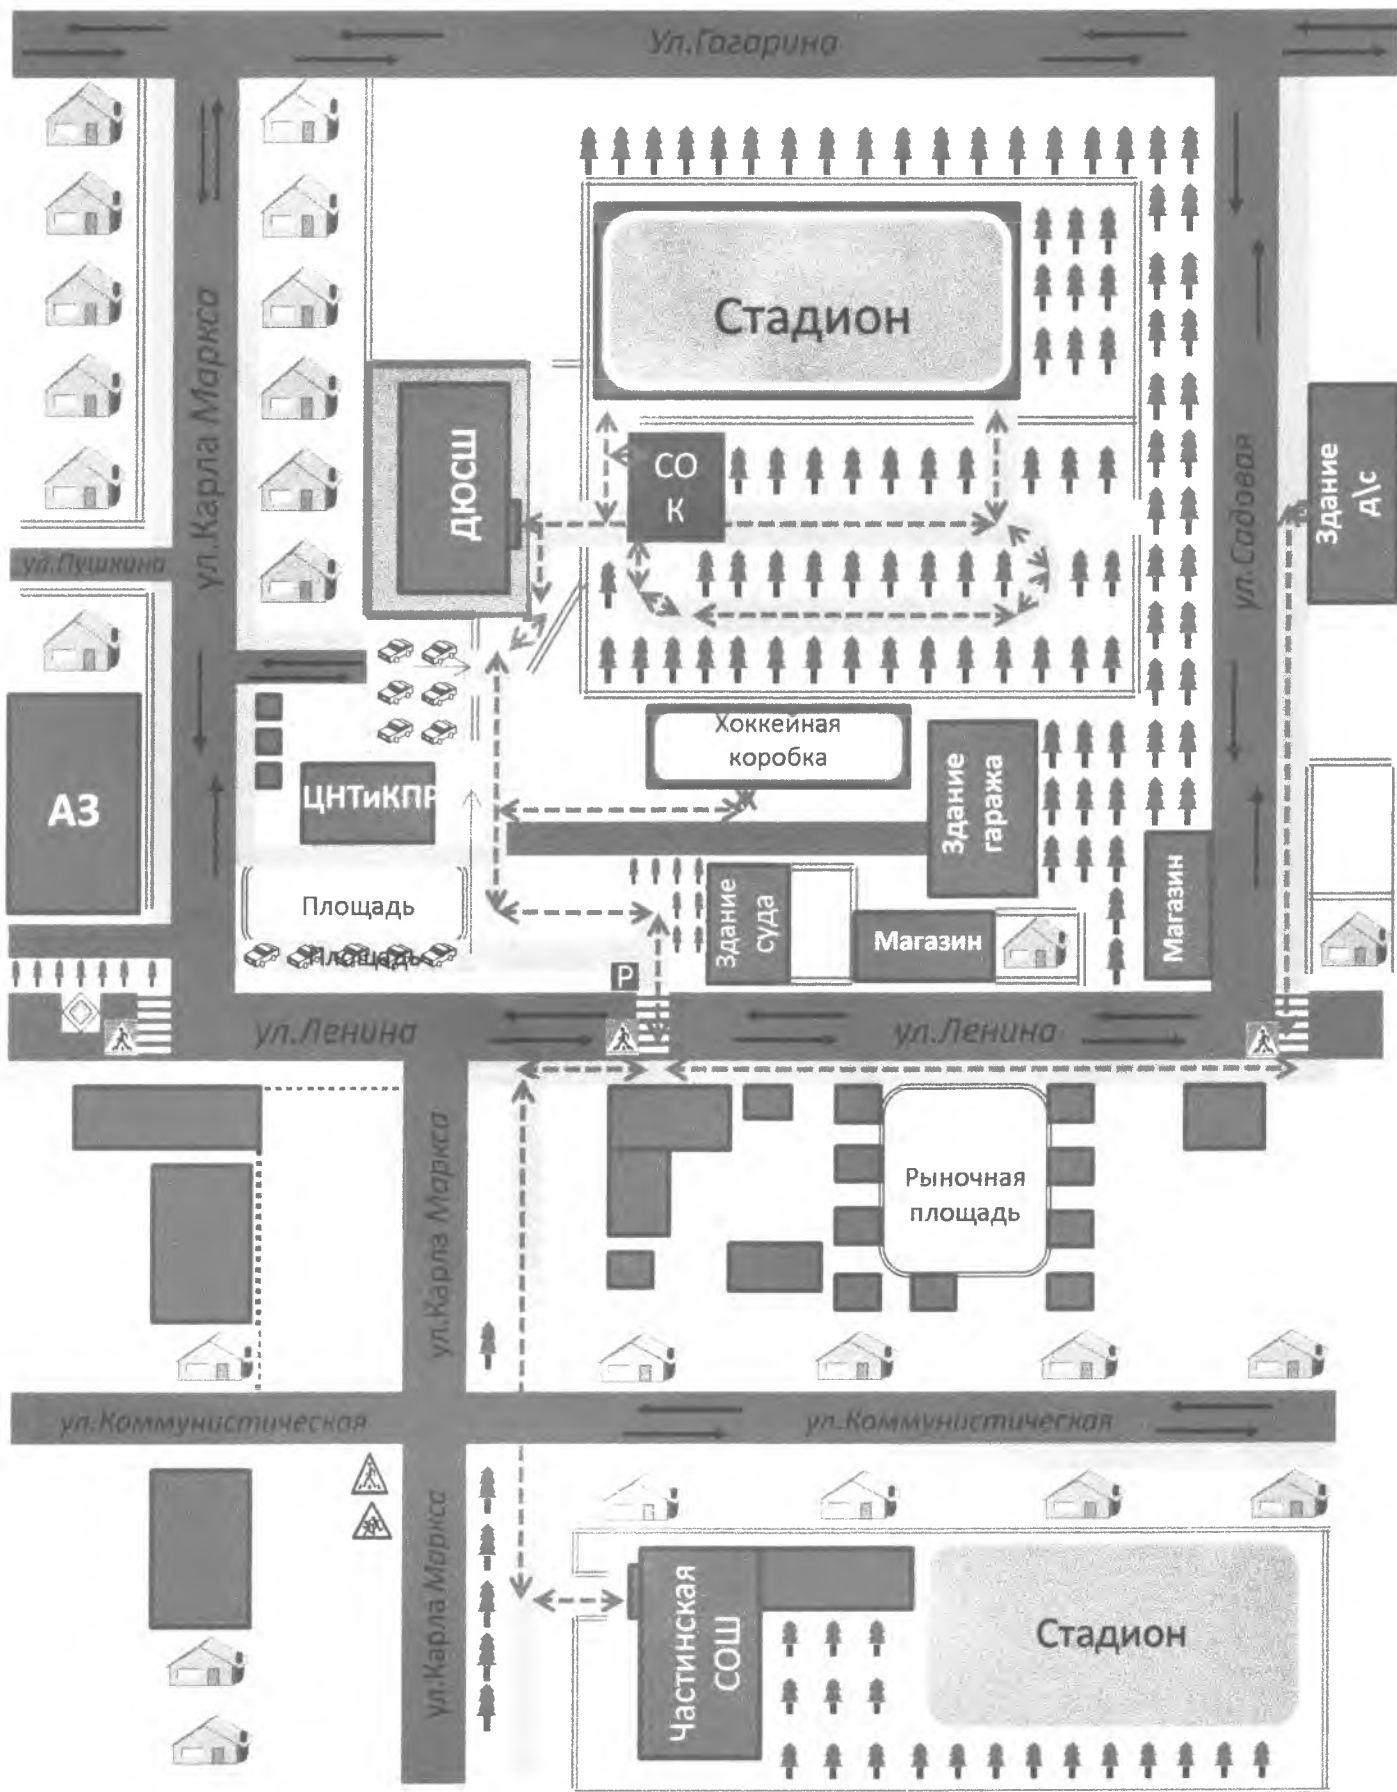 Ул.Гагарина
ул.Карла Маркса
Стадион
ДЮСШ
СО
К
ул.Садовая
Здание
д\с
ул.Пушкина
АЗ
ЦНТиКПР
Хоккейная
коробка
Здание
гаража
Площадь
Площадь
Здание
суда
Магазин
Магазин
P
ул.Ленина
ул.Ленина
ул.Карла Маркса
Рыночная
площадь
ул.Коммунистическая
ул.Коммунистическая
ул.Карла Маркса
Частинская
СОШ
Стадион